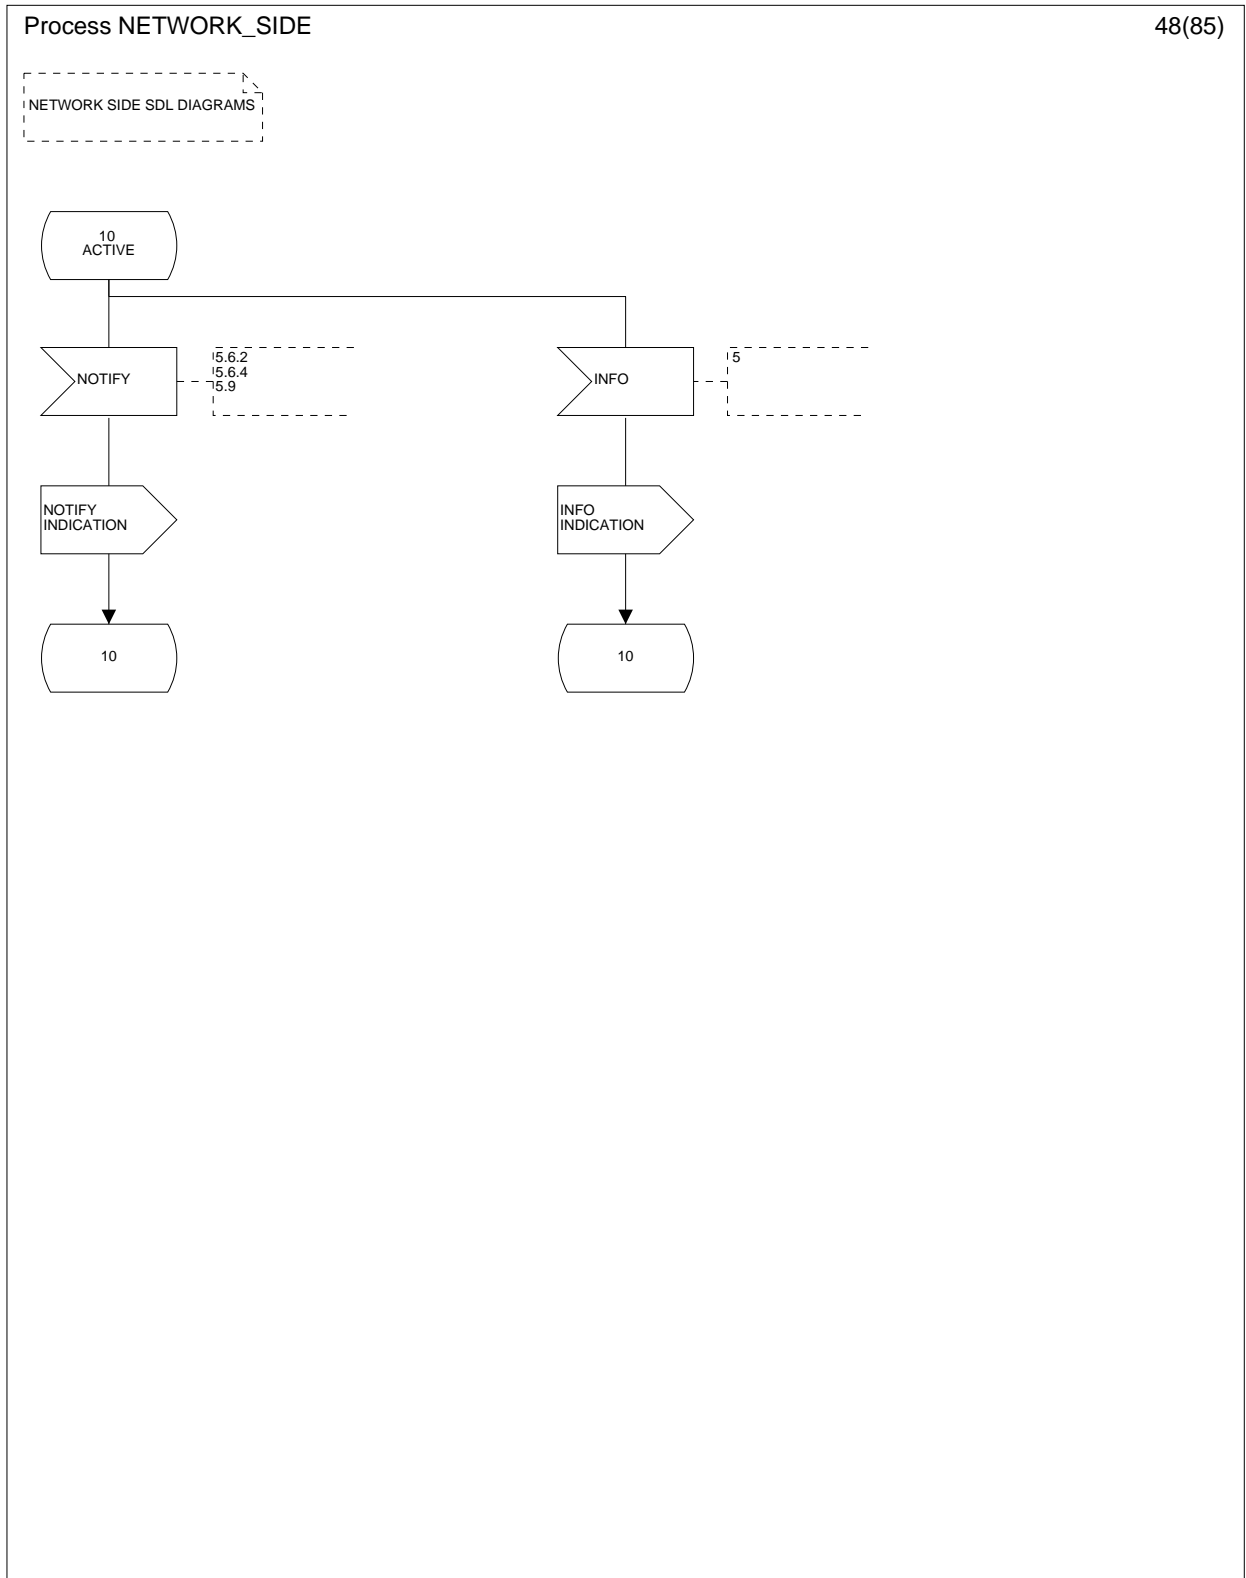 Process NETWORK_SIDE
48(85)
NETWORK SIDE SDL DIAGRAMS
10
ACTIVE
NOTIFY
5.6.2
5.6.4
5.9
INFO
5
NOTIFY
INDICATION
INFO
INDICATION
10
10